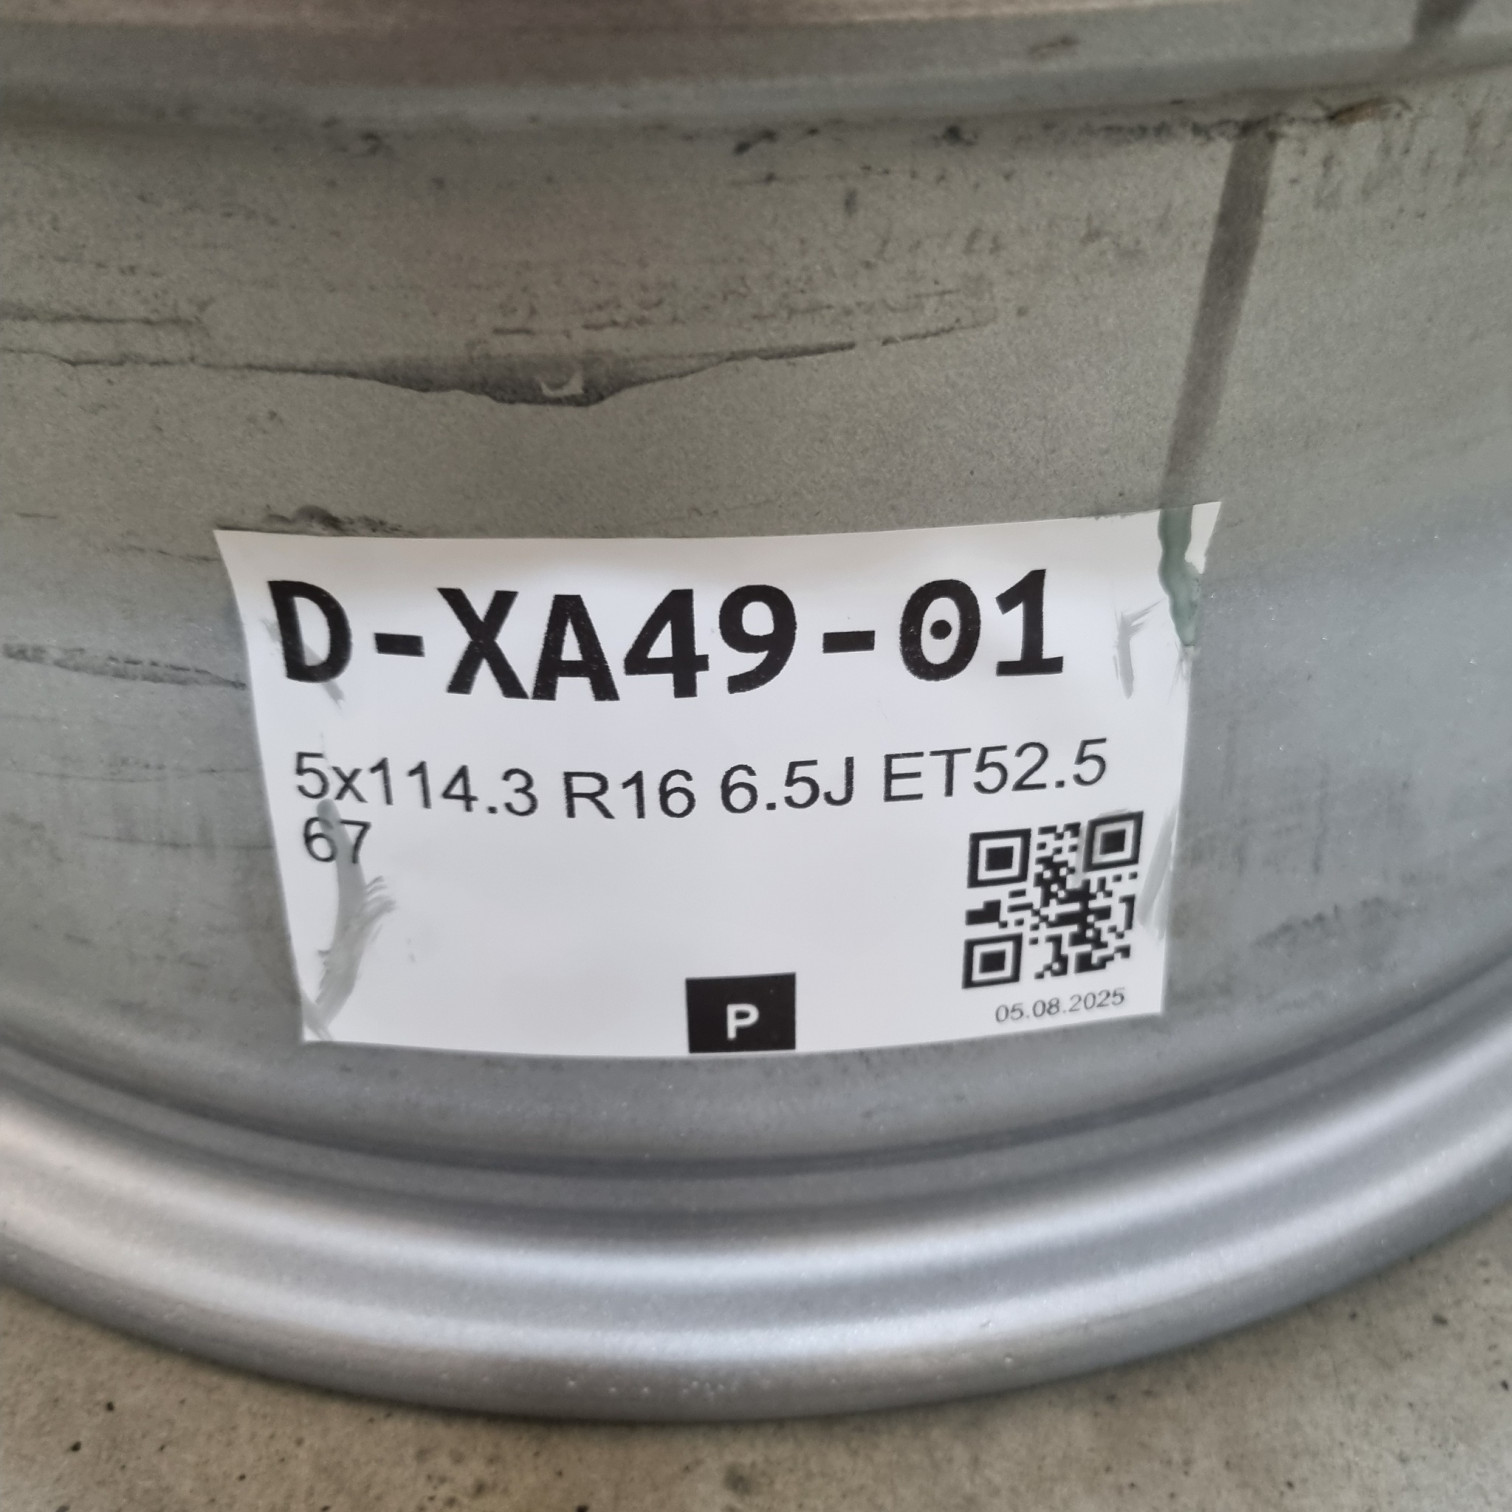 D-XA49-01
5x114.3 R16 6.5J ET52.5
67
P
05.08.2025